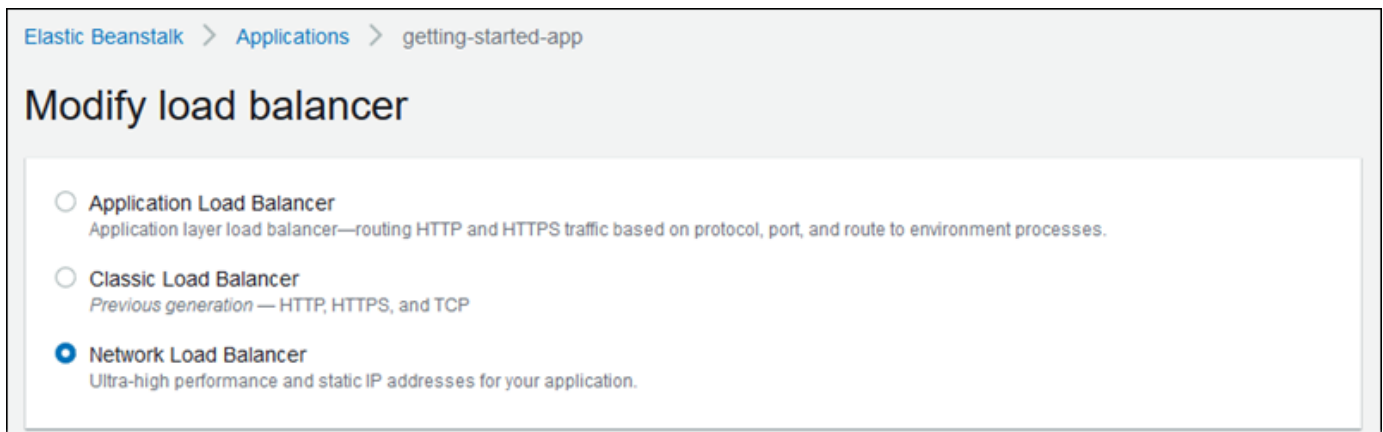 Elastic Beanstalk > Applications > getting-started-app
Modify load balancer
Application Load Balancer
Application layer load balancer—routing HTTP and HTTPS traffic based on protocol, port, and route to environment processes.
Classic Load Balancer
Previous generation — HTTP, HTTPS, and TCP
Network Load Balancer
Ultra-high performance and static IP addresses for your application.